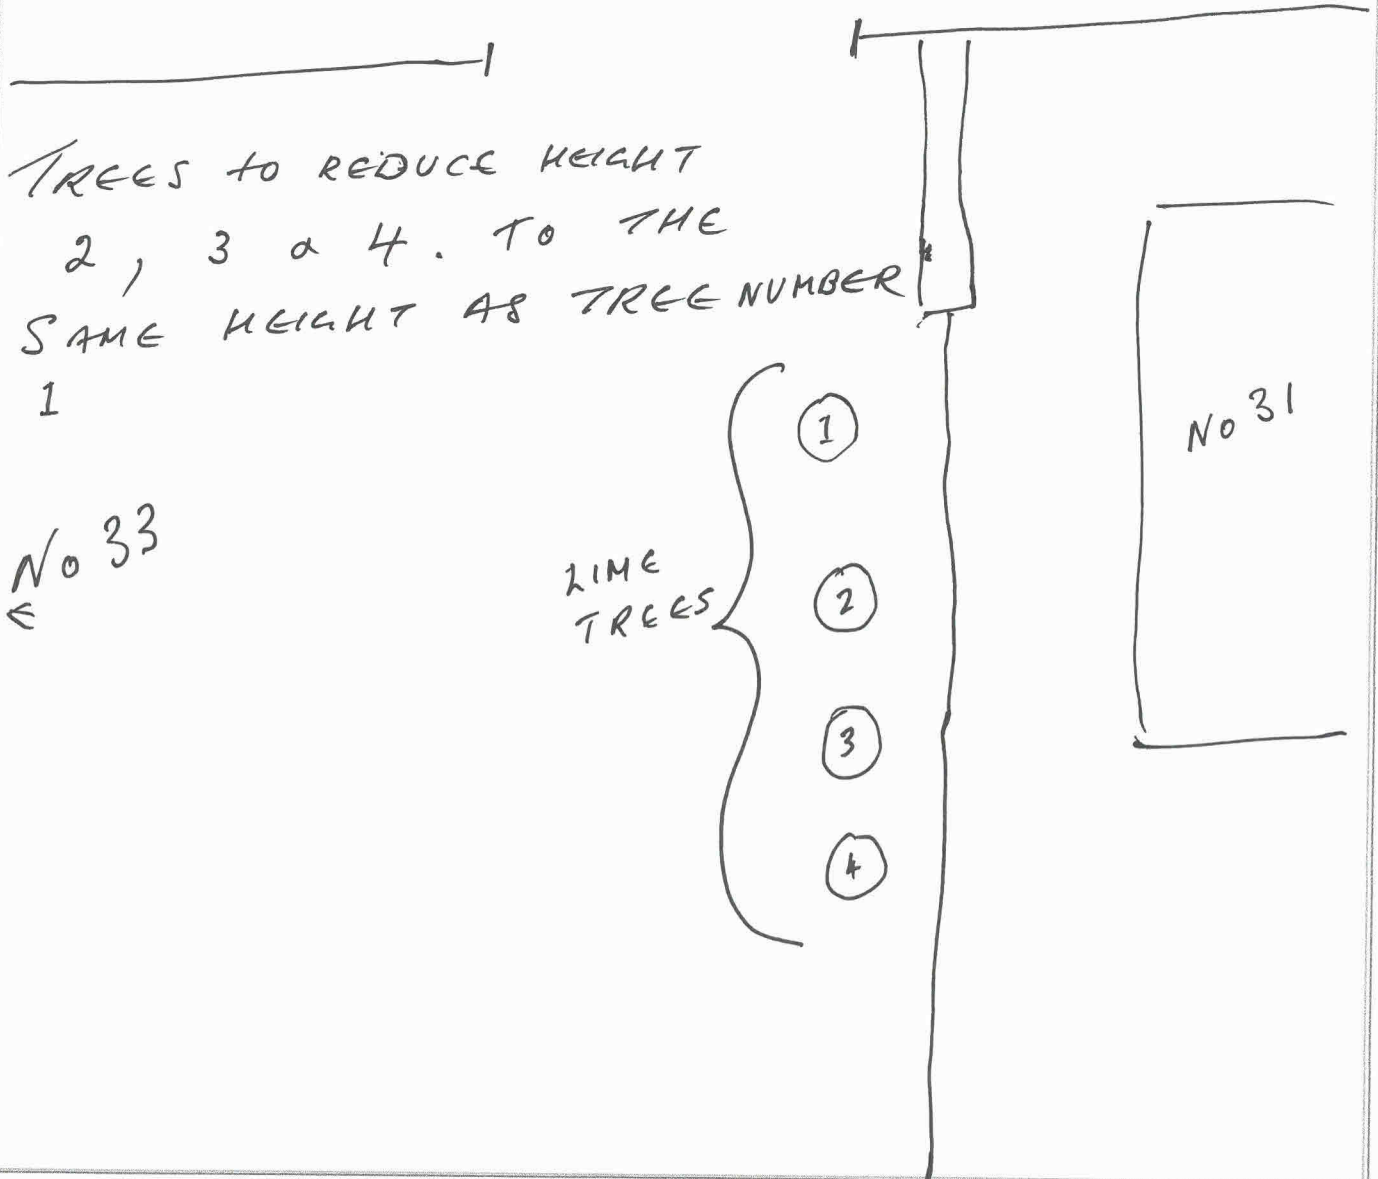 TREES to REDUCE HEIGHT
2, 3 & 4. TO THE
SAME HEIGHT AS TREE NUMBER
1
No 33
LIME
TREES
1
2
3
4
No 31